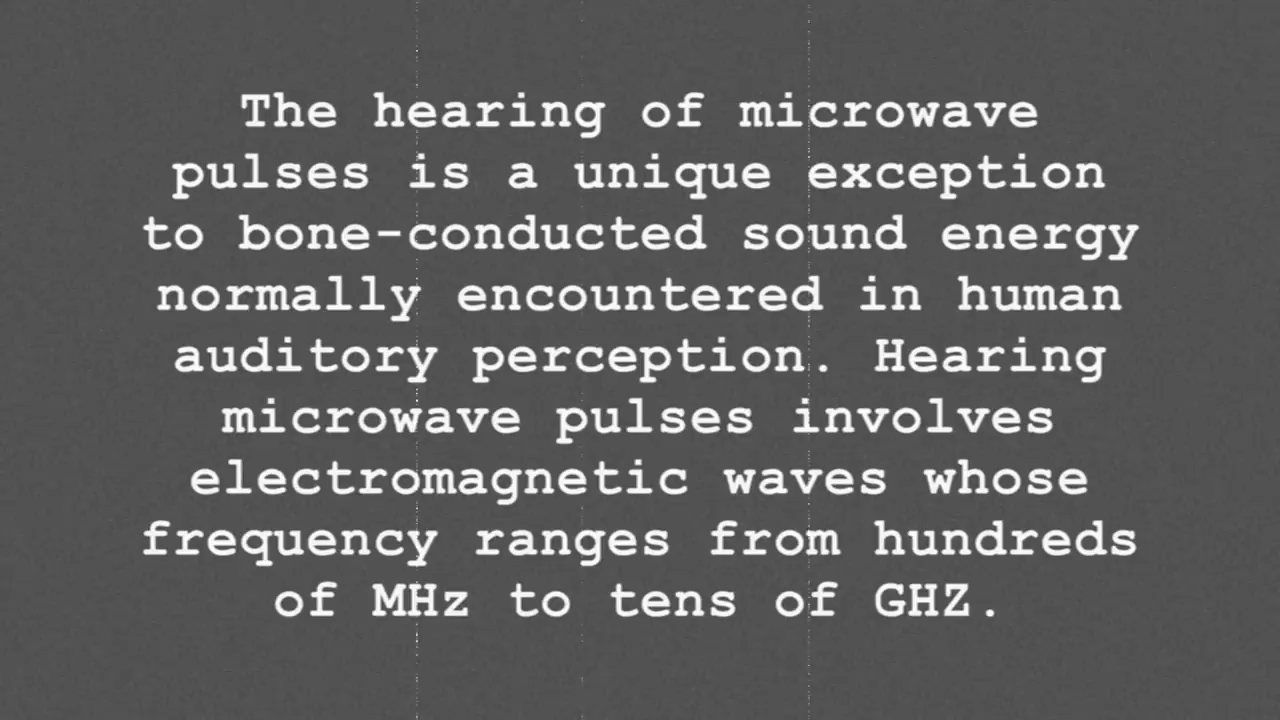 The hearing of microwave
pulses is a unique exception
to bone-conducted sound energy
normally encountered in human
auditory perception. Hearing
microwave pulses involves
electromagnetic waves whose
frequency ranges from hundreds
of MHz to tens of GHZ.